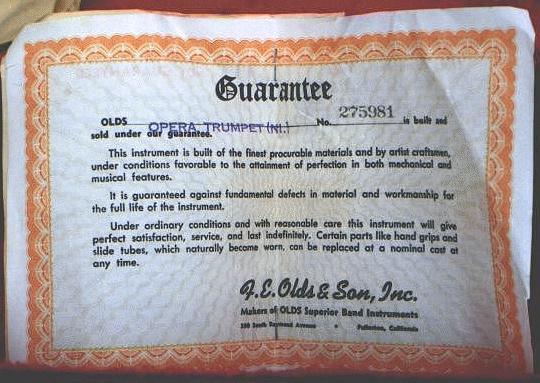 Guarantee
OLDS OPERA TRUMPET (NI.) No. 275981 is built and
sold under our guarantee.
This instrument is built of the finest procurable materials and by artist craftsmen,
under conditions favorable to the attainment of perfection in both mechanical and
musical features.
It is guaranteed against fundamental defects in material and workmanship for
the full life of the instrument.
Under ordinary conditions and with reasonable care this instrument will give
perfect satisfaction, service, and last indefinitely. Certain parts like hand grips and
slide tubes, which naturally become worn, can be replaced at a nominal cost at
any time.
F. E. Olds & Son, Inc.
Makers of OLDS Superior Band Instruments
350 South Raymond Avenue • Fullerton, California